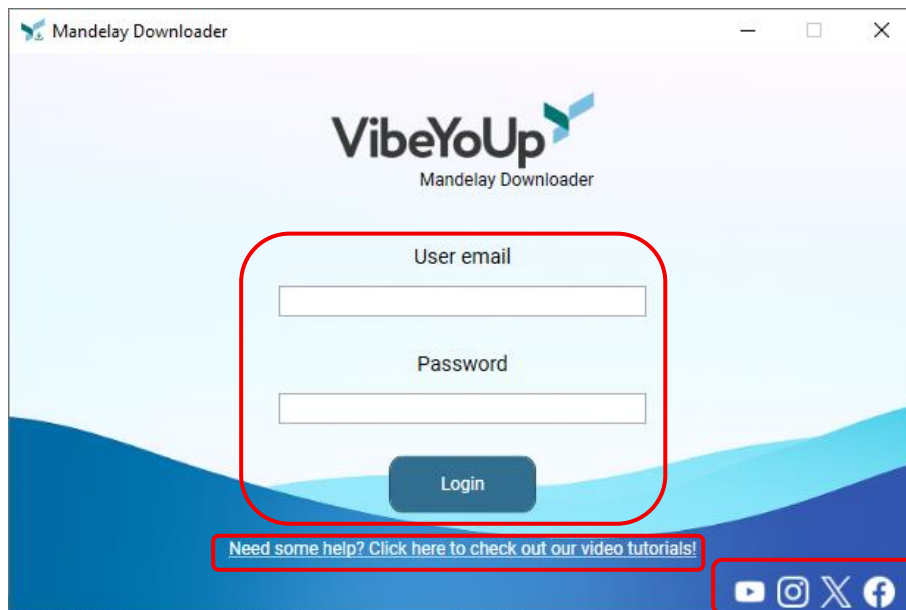 Mandelay Downloader
VibeYoUp
Mandelay Downloader
User email
Password
Login
Need some help? Click here to check out our video tutorials!